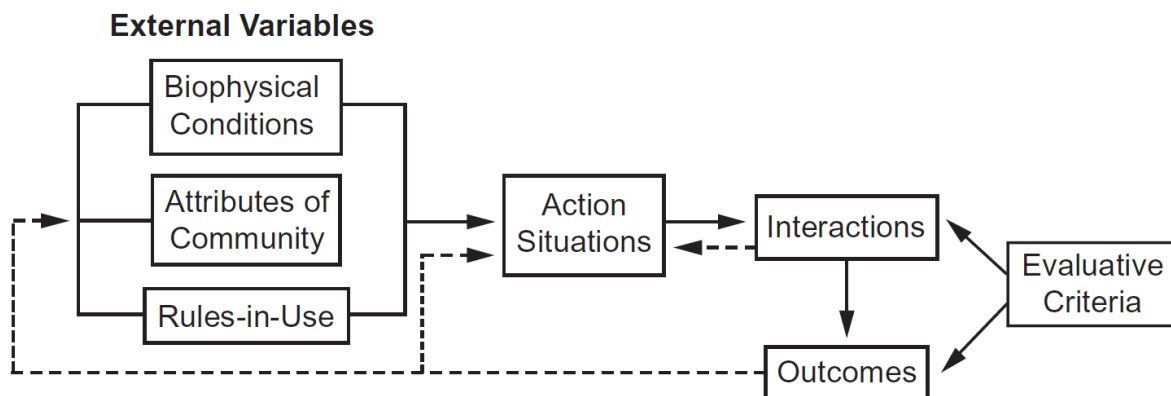 External Variables
Biophysical
Conditions
Attributes of
Community
Rules-in-Use
Action
Situations
Interactions
Outcomes
Evaluative
Criteria